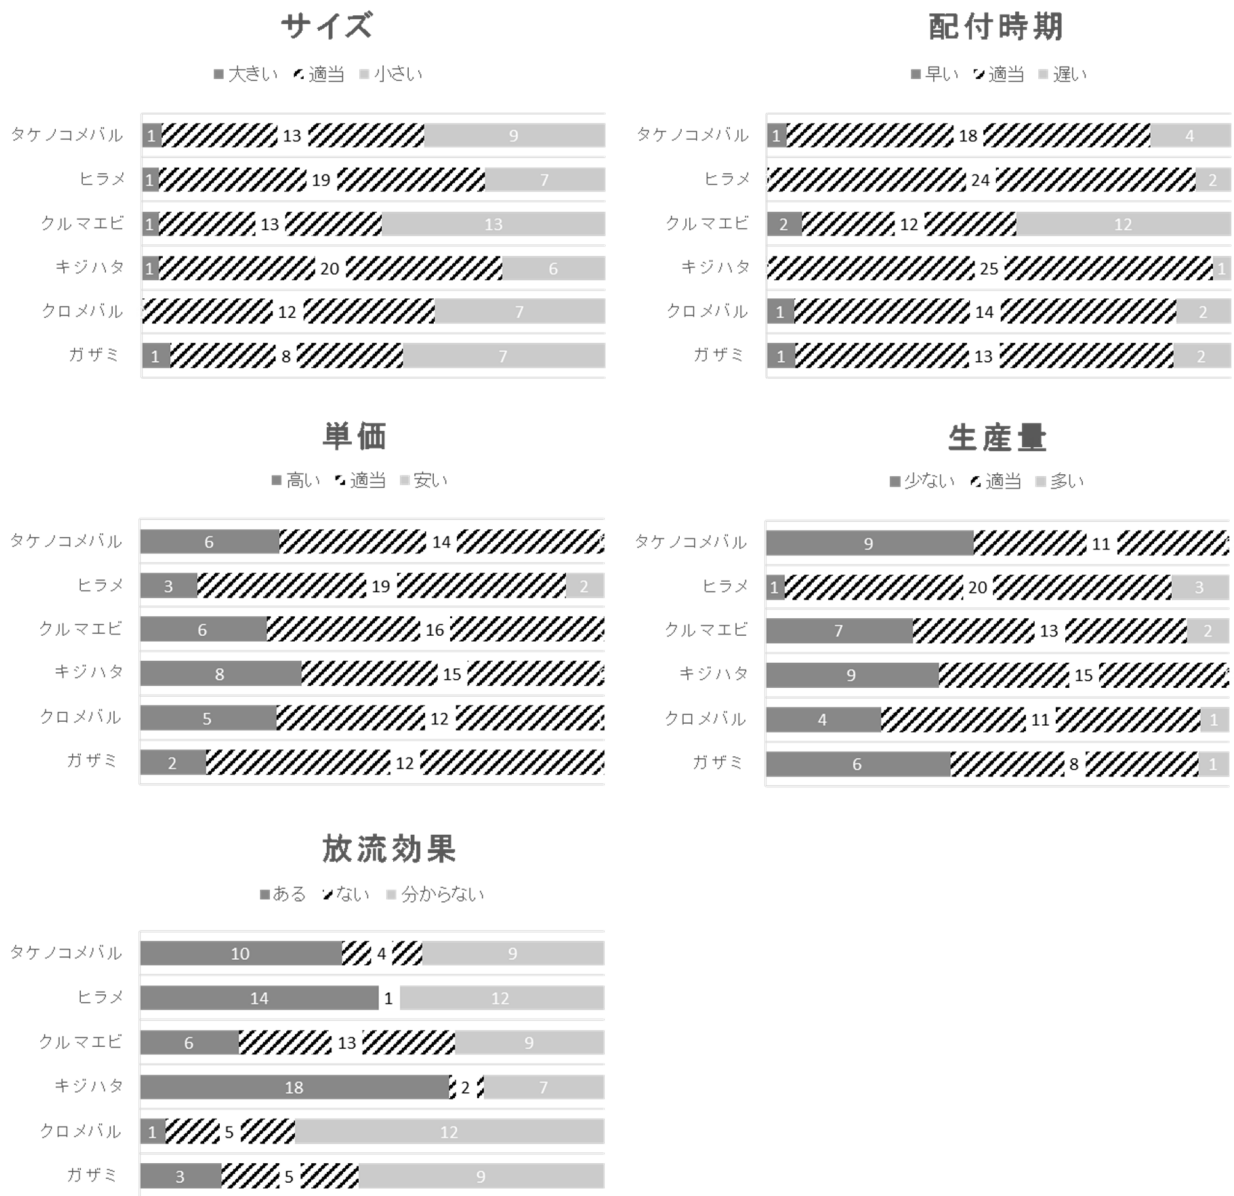 サイズ
大きい 適当 小さい
タケノコメバル 1 13 9
ヒラメ 1 19 7
クルマエビ 1 13 13
キジハタ 1 20 6
クロメバル 12 7
ガザミ 1 8 7
配付時期
早い 適当 遅い
タケノコメバル 1 18 4
ヒラメ 24 2
クルマエビ 2 12 12
キジハタ 25 1
クロメバル 1 14 2
ガザミ 1 13 2
単価
高い 適当 安い
タケノコメバル 6 14
ヒラメ 3 19 2
クルマエビ 6 16
キジハタ 8 15
クロメバル 5 12
ガザミ 2 12
生産量
少ない 適当 多い
タケノコメバル 9 11
ヒラメ 1 20 3
クルマエビ 7 13 2
キジハタ 9 15
クロメバル 4 11 1
ガザミ 6 8 1
放流効果
ある ない 分からない
タケノコメバル 10 4 9
ヒラメ 14 1 12
クルマエビ 6 13 9
キジハタ 18 2 7
クロメバル 1 5 12
ガザミ 3 5 9